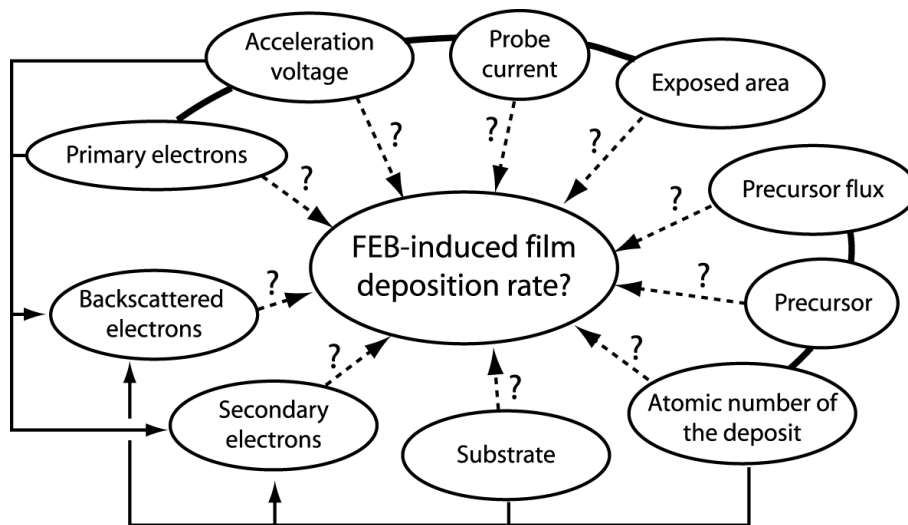 Acceleration
voltage
Probe
current
Exposed area
Primary electrons
?
?
?
?
Precursor flux
?
FEB-induced film
deposition rate?
?
Precursor
Backscattered
electrons
?
?
?
?
Atomic number of
the deposit
Secondary
electrons
Substrate